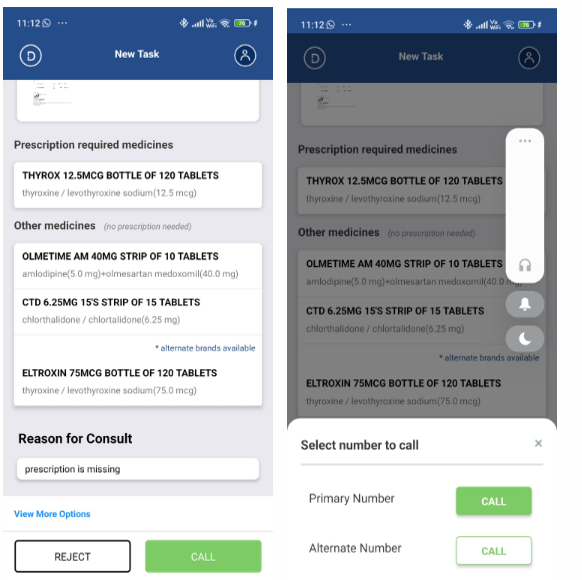 11:12
Vo WiFi
76
D
New Task
Prescription required medicines
THYROX 12.5MCG BOTTLE OF 120 TABLETS
thyroxine / levothyroxine sodium(12.5 mcg)
Other medicines (no prescription needed)
OLMETIME AM 40MG STRIP OF 10 TABLETS
amlodipine(5.0 mg)+olmesartan medoxomil(40.0 mg)
CTD 6.25MG 15'S STRIP OF 15 TABLETS
chlorthalidone / chlortalidone(6.25 mg)
* alternate brands available
ELTROXIN 75MCG BOTTLE OF 120 TABLETS
thyroxine / levothyroxine sodium(75.0 mcg)
Reason for Consult
prescription is missing
View More Options
REJECT
CALL
11:12
Vo WiFi
76
D
New Task
Prescription required medicines
THYROX 12.5MCG BOTTLE OF 120 TABLETS
thyroxine / levothyroxine sodium(12.5 mcg)
Other medicines (no prescription needed)
OLMETIME AM 40MG STRIP OF 10 TABLETS
amlodipine(5.0 mg)+olmesartan medoxomil(40.0 mg)
CTD 6.25MG 15'S STRIP OF 15 TABLETS
chlorthalidone / chlortalidone(6.25 mg)
* alternate brands available
ELTROXIN 75MCG BOTTLE OF 120 TABLETS
thyroxine / levothyroxine sodium(75.0 mcg)
Select number to call
Primary Number
CALL
Alternate Number
CALL